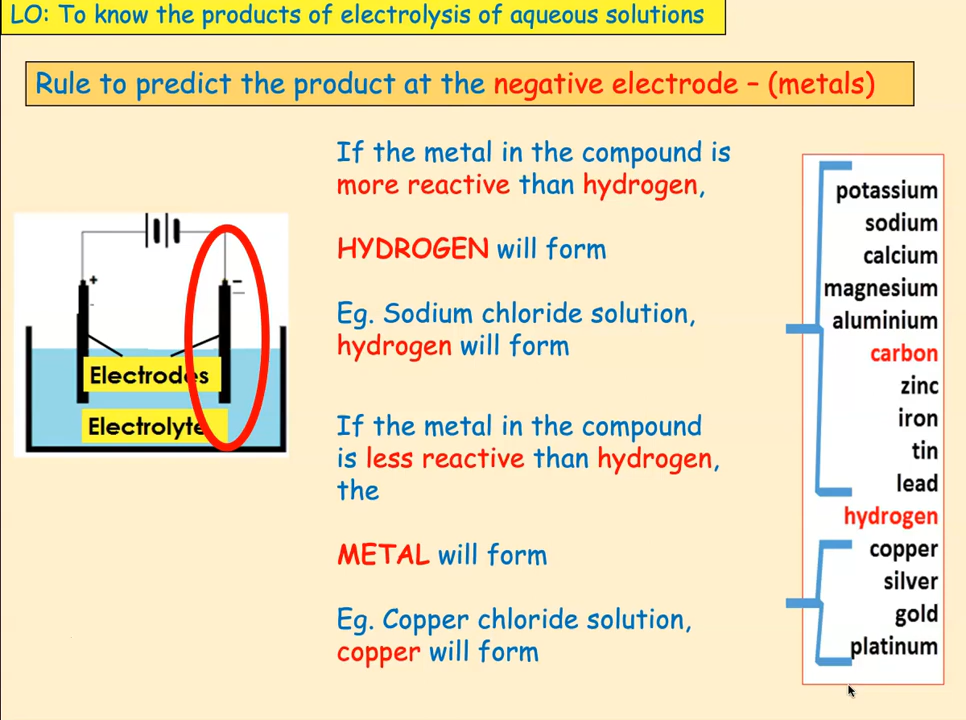 LO: To know the products of electrolysis of aqueous solutions
Rule to predict the product at the negative electrode – (metals)
If the metal in the compound is
more reactive than hydrogen,
HYDROGEN will form
Eg. Sodium chloride solution,
hydrogen will form
If the metal in the compound
is less reactive than hydrogen,
the
METAL will form
Eg. Copper chloride solution,
copper will form
+
–
Electrodes
Electrolyte
potassium
sodium
calcium
magnesium
aluminium
carbon
zinc
iron
tin
lead
hydrogen
copper
silver
gold
platinum